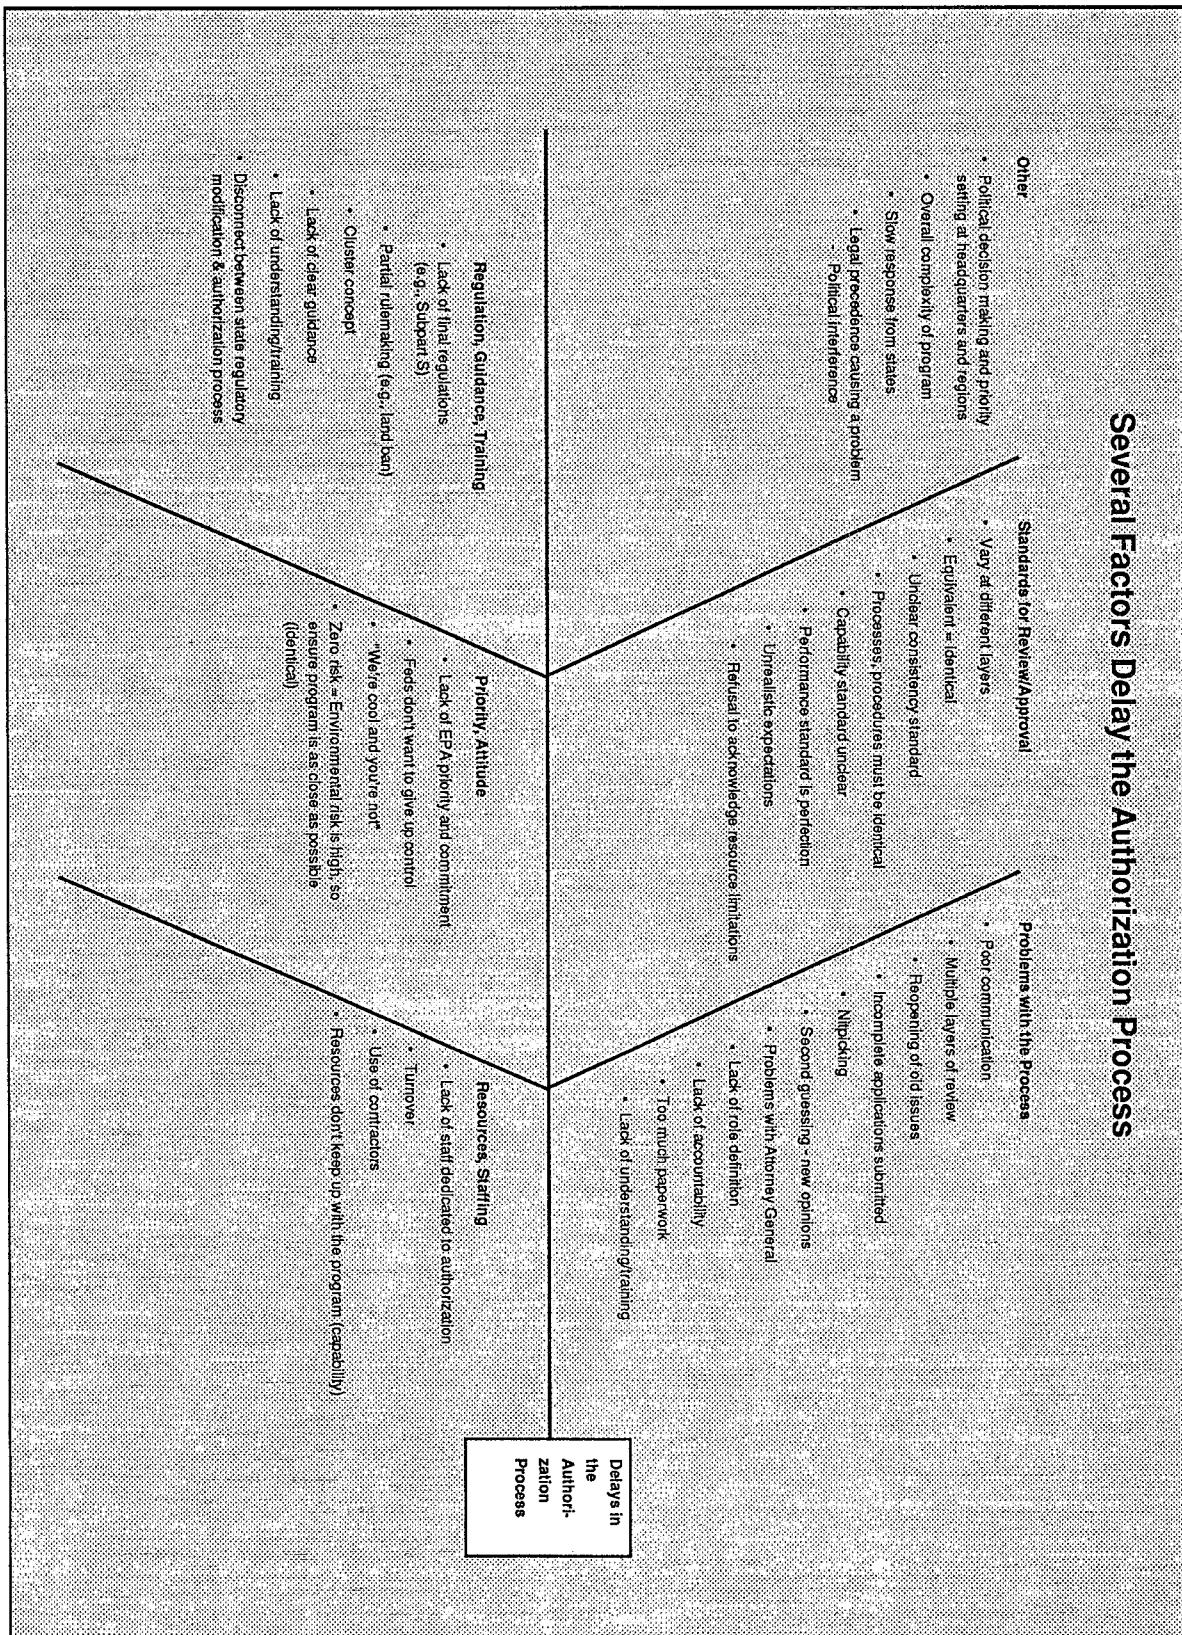 Several Factors Delay the Authorization Process
Other
• Political decision making and priority
setting at headquarters and regions
• Overall complexity of program
• Slow response from states
• Legal precedence causing a problem
- Political interference
Standards for Review/Approval
• Vary at different layers
• Equivalent = identical
• Unclear consistency standard
• Processes, procedures must be identical
• Capability standard unclear
• Performance standard is perfection
• Unrealistic expectations
• Refusal to acknowledge resource limitations
Problems with the Process
• Poor communication
• Multiple layers of review
• Reopening of old issues
• Incomplete applications submitted
• Nitpicking
• Second guessing - new opinions
• Problems with Attorney General
• Lack of role definition
• Lack of accountability
• Too much paperwork
• Lack of understanding/training
Delays in
the
Authori-
zation
Process
Regulation, Guidance, Training
• Lack of final regulations
(e.g., Subpart S)
• Partial rulemaking (e.g., land ban)
• Cluster concept
• Lack of clear guidance
• Lack of understanding/training
• Disconnect between state regulatory
modification & authorization process
Priority, Attitude
• Lack of EPA priority and commitment
• Feds don't want to give up control
• "We're cool and you're not"
• Zero risk = Environmental risk is high, so
ensure program is as close as possible
(identical)
Resources, Staffing
• Lack of staff dedicated to authorization
• Turnover
• Use of contractors
• Resources don't keep up with the program (capability)